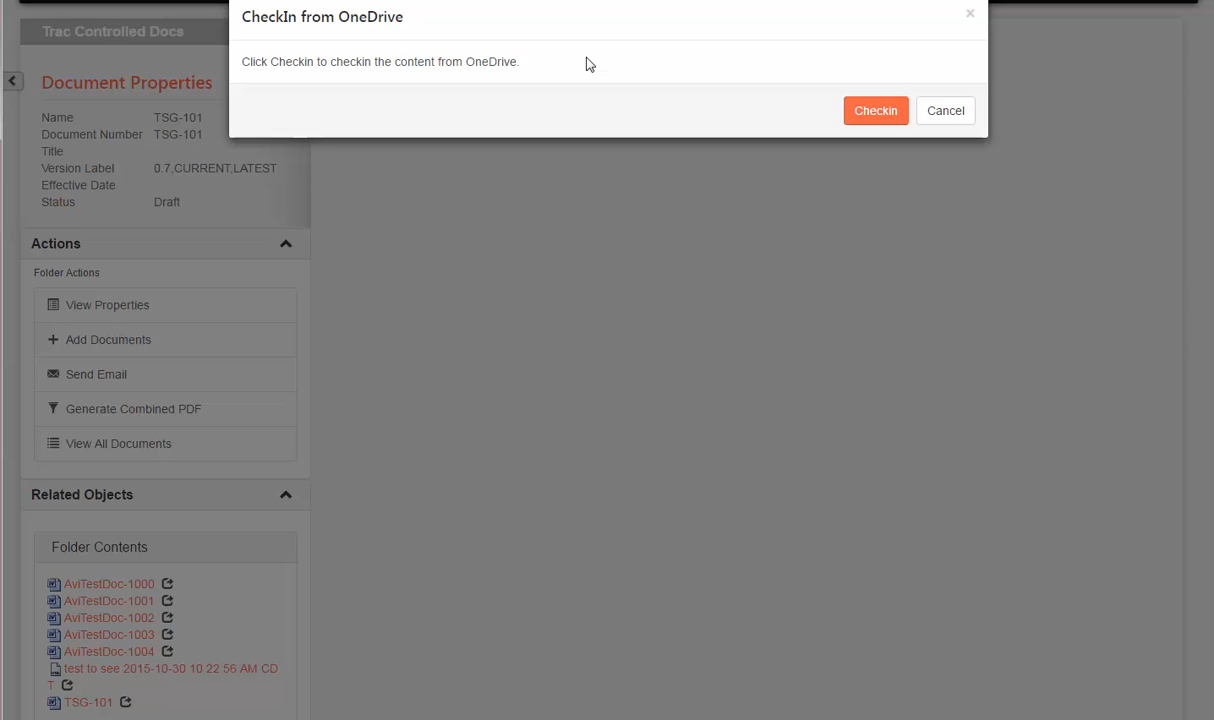 CheckIn from OneDrive
×
Click Checkin to checkin the content from OneDrive.
Checkin
Cancel
Trac Controlled Docs
Document Properties
Name TSG-101
Document Number TSG-101
Title
Version Label 0.7,CURRENT,LATEST
Effective Date
Status Draft
Actions
Folder Actions
View Properties
Add Documents
Send Email
Generate Combined PDF
View All Documents
Related Objects
Folder Contents
AviTestDoc-1000
AviTestDoc-1001
AviTestDoc-1002
AviTestDoc-1003
AviTestDoc-1004
test to see 2015-10-30 10 22 56 AM CD
T
TSG-101